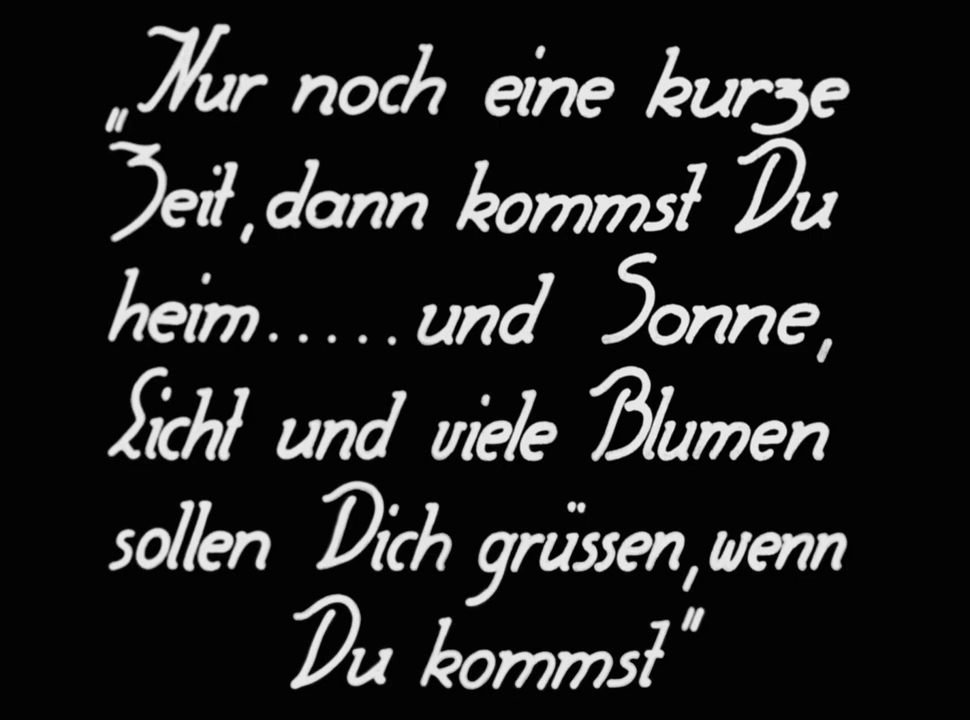 „Nur noch eine kurze
Zeit, dann kommst Du
heim.....und Sonne,
Licht und viele Blumen
sollen Dich grüssen, wenn
Du kommst"